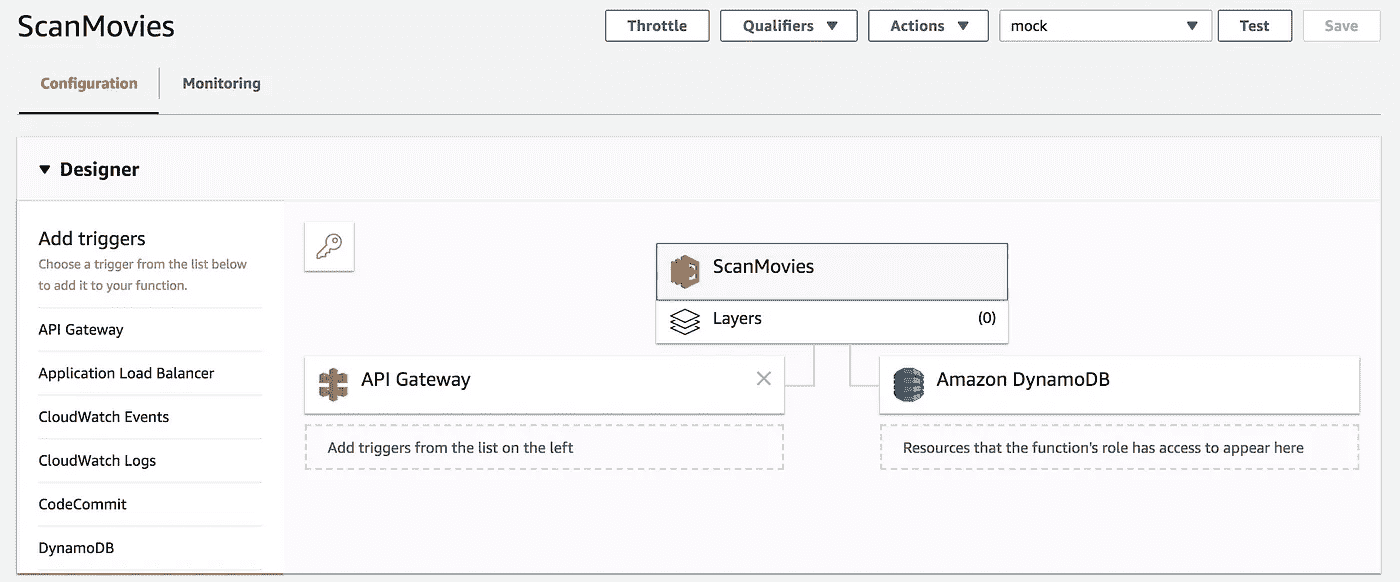 ScanMovies
Throttle
Qualifiers
Actions
mock
Test
Save
Configuration
Monitoring
Designer
Add triggers
Choose a trigger from the list below
to add it to your function.
API Gateway
Application Load Balancer
CloudWatch Events
CloudWatch Logs
CodeCommit
DynamoDB
ScanMovies
Layers (0)
API Gateway
Add triggers from the list on the left
Amazon DynamoDB
Resources that the function's role has access to appear here